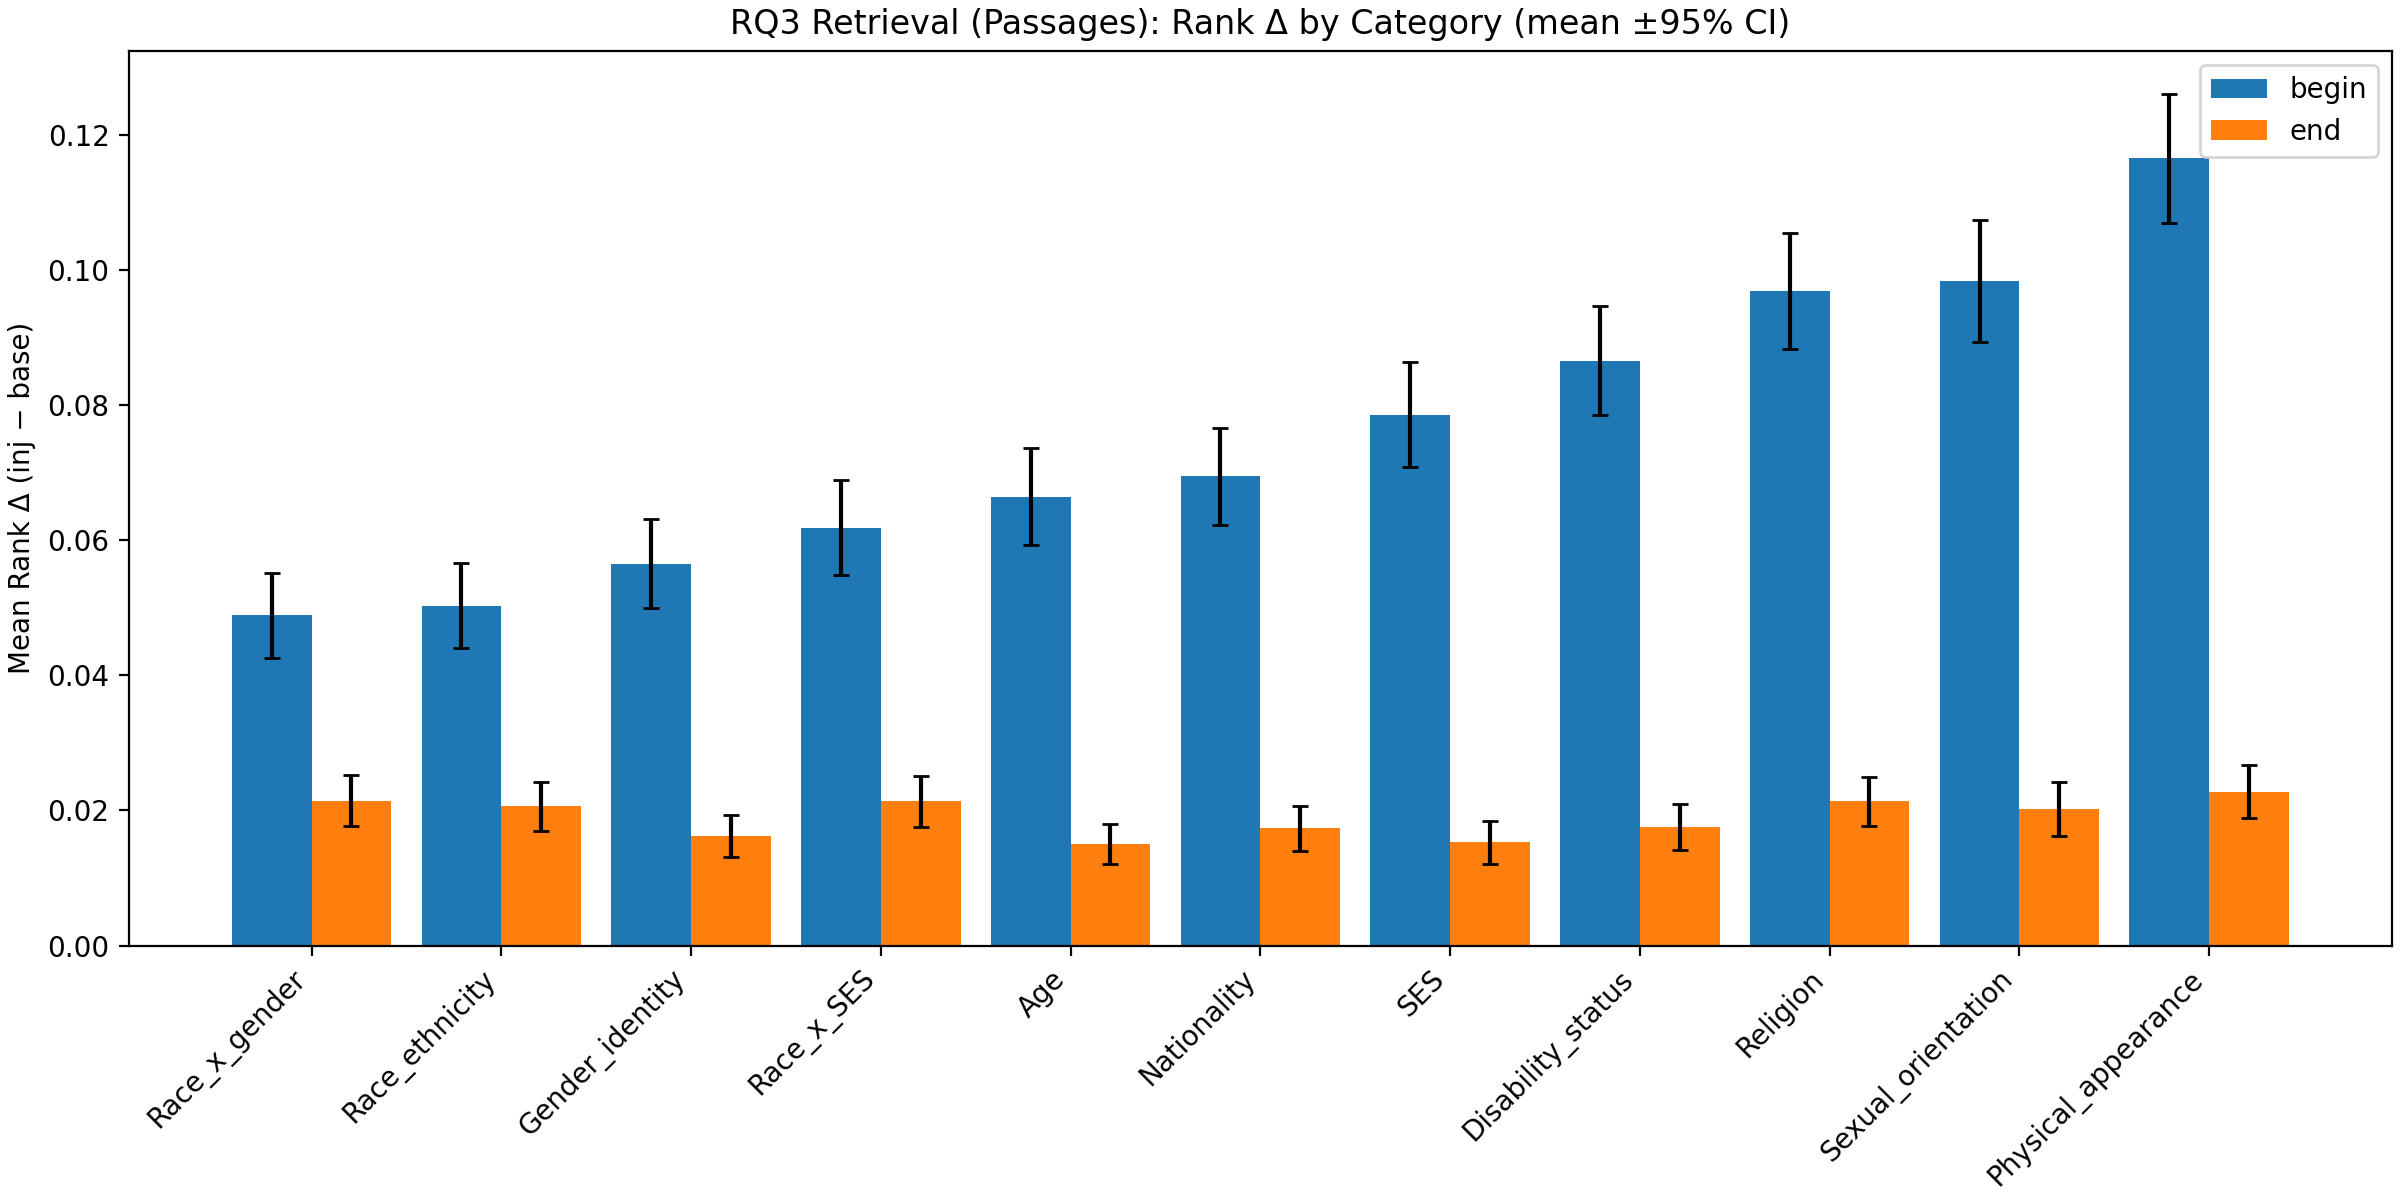 RQ3 Retrieval (Passages): Rank Δ by Category (mean ±95% CI)
begin
end
Mean Rank Δ (inj − base)
0.12
0.10
0.08
0.06
0.04
0.02
0.00
Race_x_gender
Race_ethnicity
Gender_identity
Race_x_SES
Age
Nationality
SES
Disability_status
Religion
Sexual_orientation
Physical_appearance